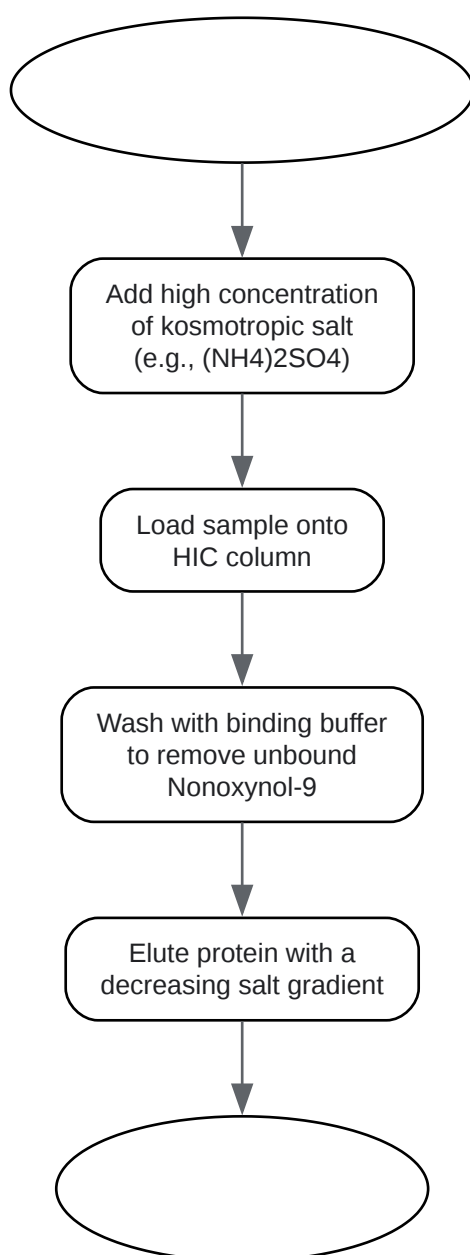 Add high concentration
of kosmotropic salt
(e.g., (NH4)2SO4)
Load sample onto
HIC column
Wash with binding buffer
to remove unbound
Nonoxynol-9
Elute protein with a
decreasing salt gradient